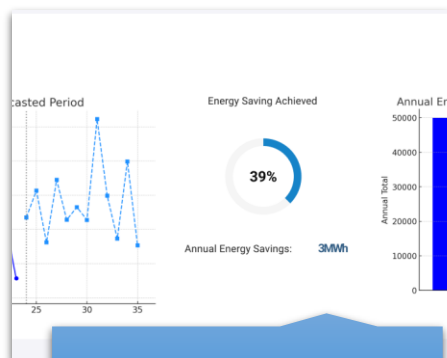 casted Period
25 30 35
Energy Saving Achieved
39%
Annual Energy Savings: 3MWh
Annual En
50000
40000
30000
20000
10000
0
Annual Total